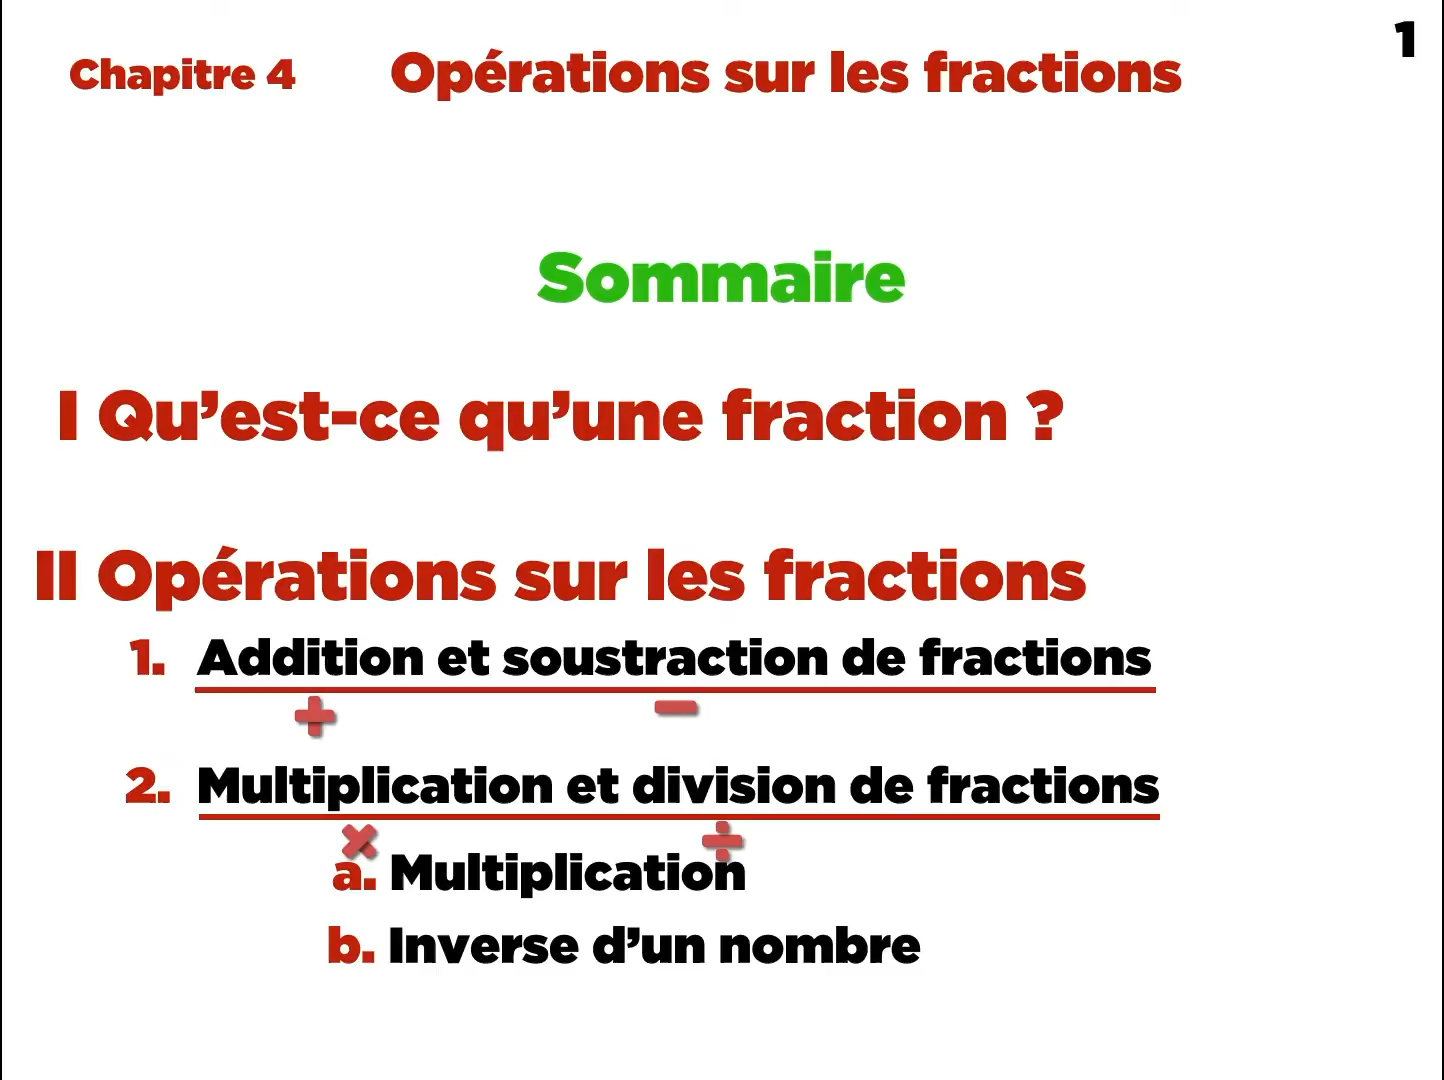 1
Chapitre 4 Opérations sur les fractions
Sommaire
I Qu’est-ce qu’une fraction ?
II Opérations sur les fractions
1. Addition et soustraction de fractions
+ −
2. Multiplication et division de fractions
× ÷
a. Multiplication
b. Inverse d’un nombre